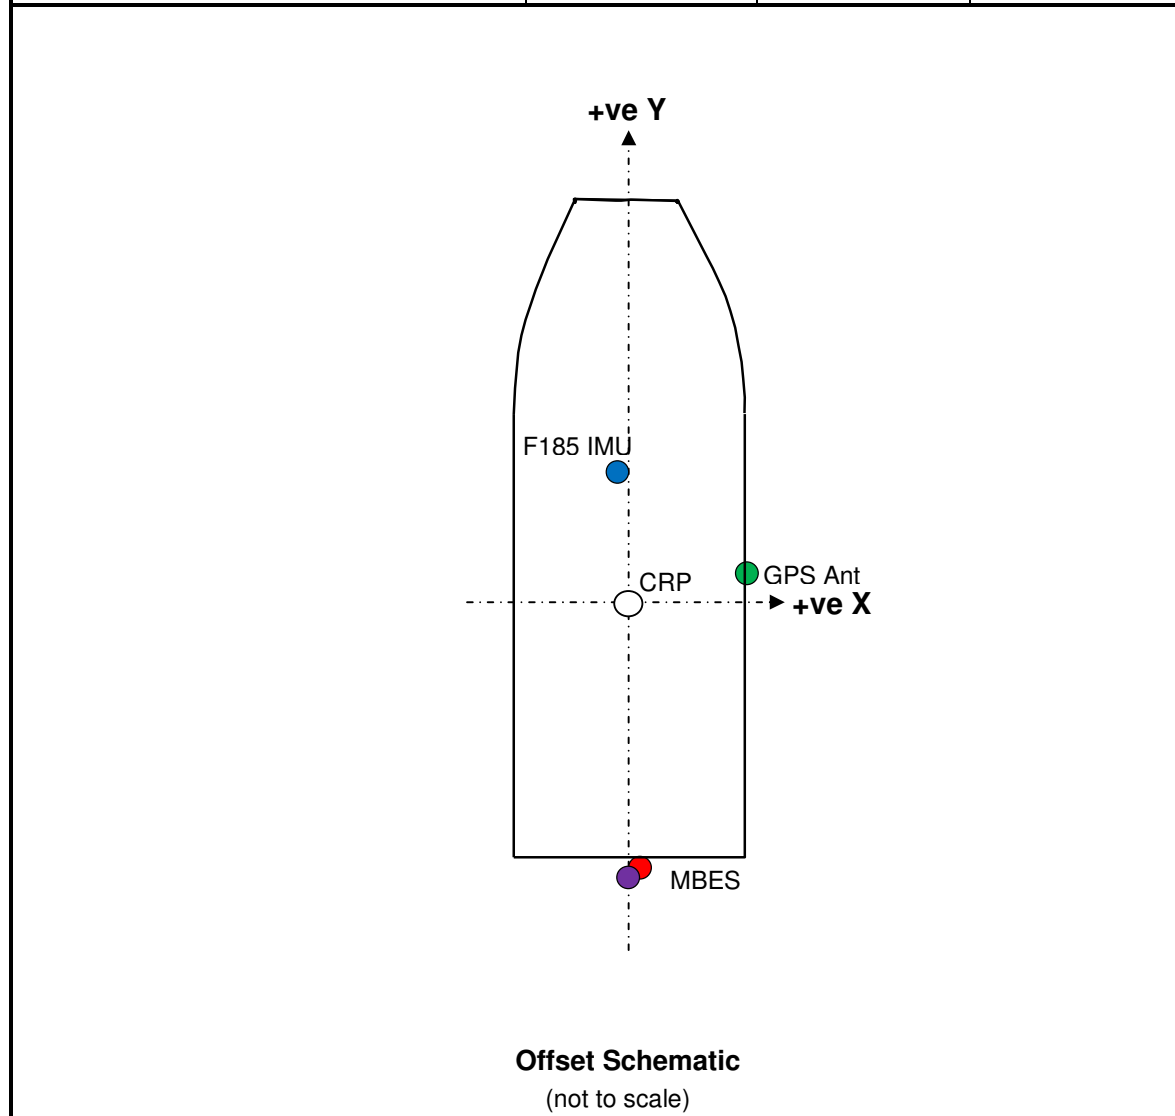 +ve Y
F185 IMU
GPS Ant
CRP
+ve X
MBES
Offset Schematic
(not to scale)